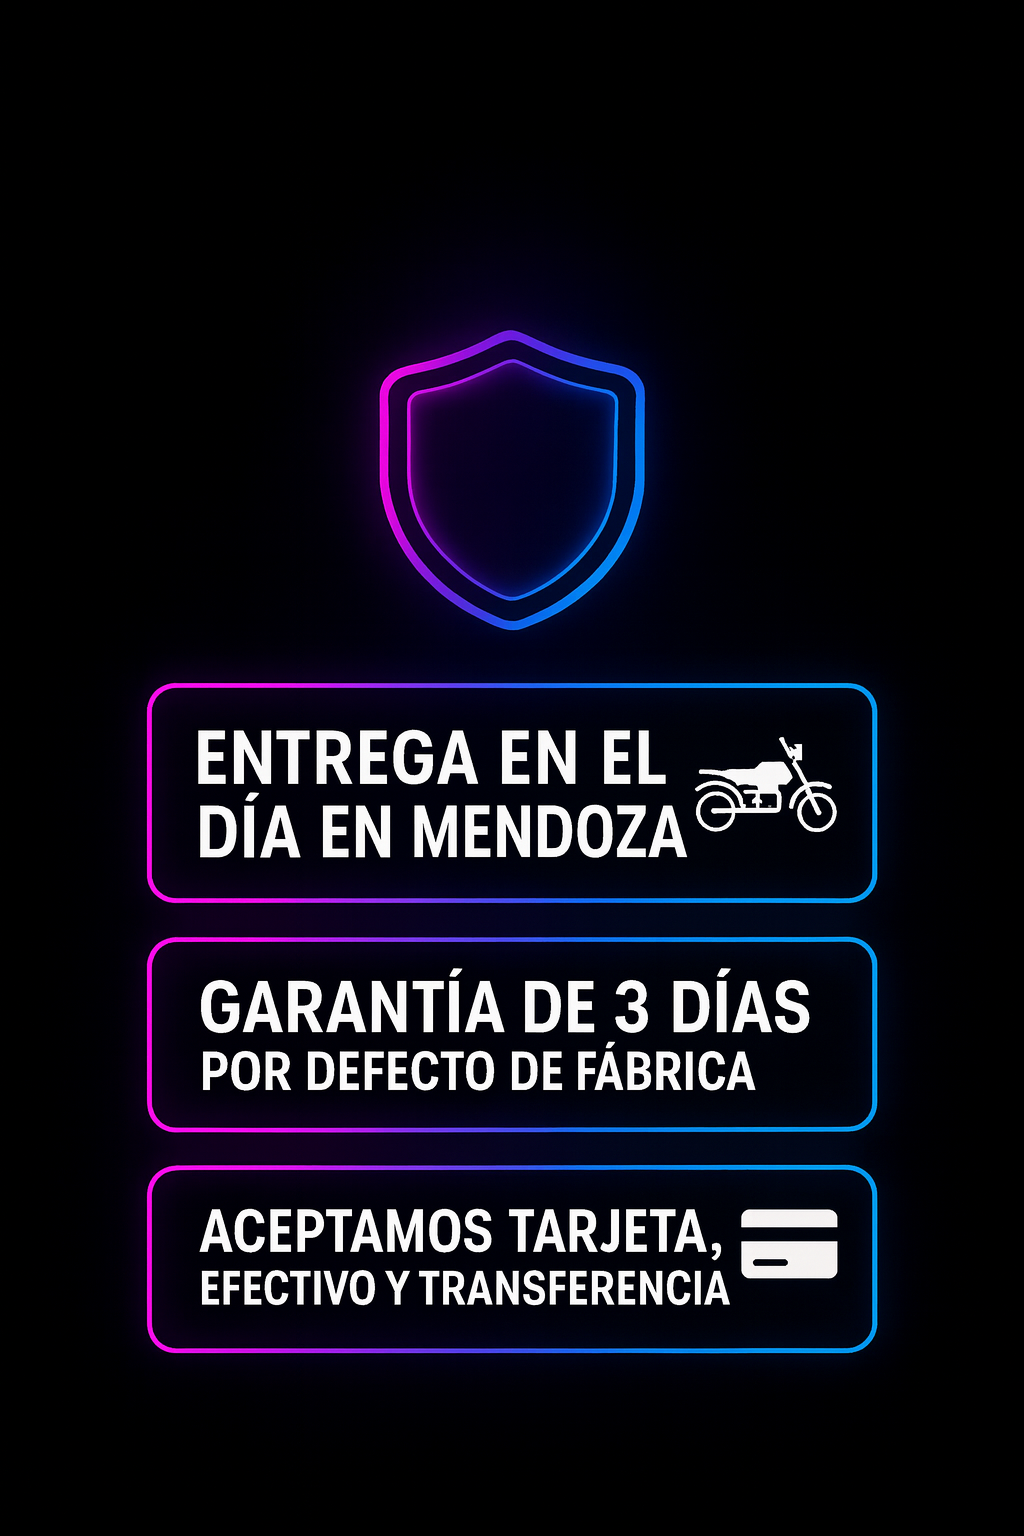 ENTREGA EN EL
DÍA EN MENDOZA
GARANTÍA DE 3 DÍAS
POR DEFECTO DE FÁBRICA
ACEPTAMOS TARJETA,
EFECTIVO Y TRANSFERENCIA